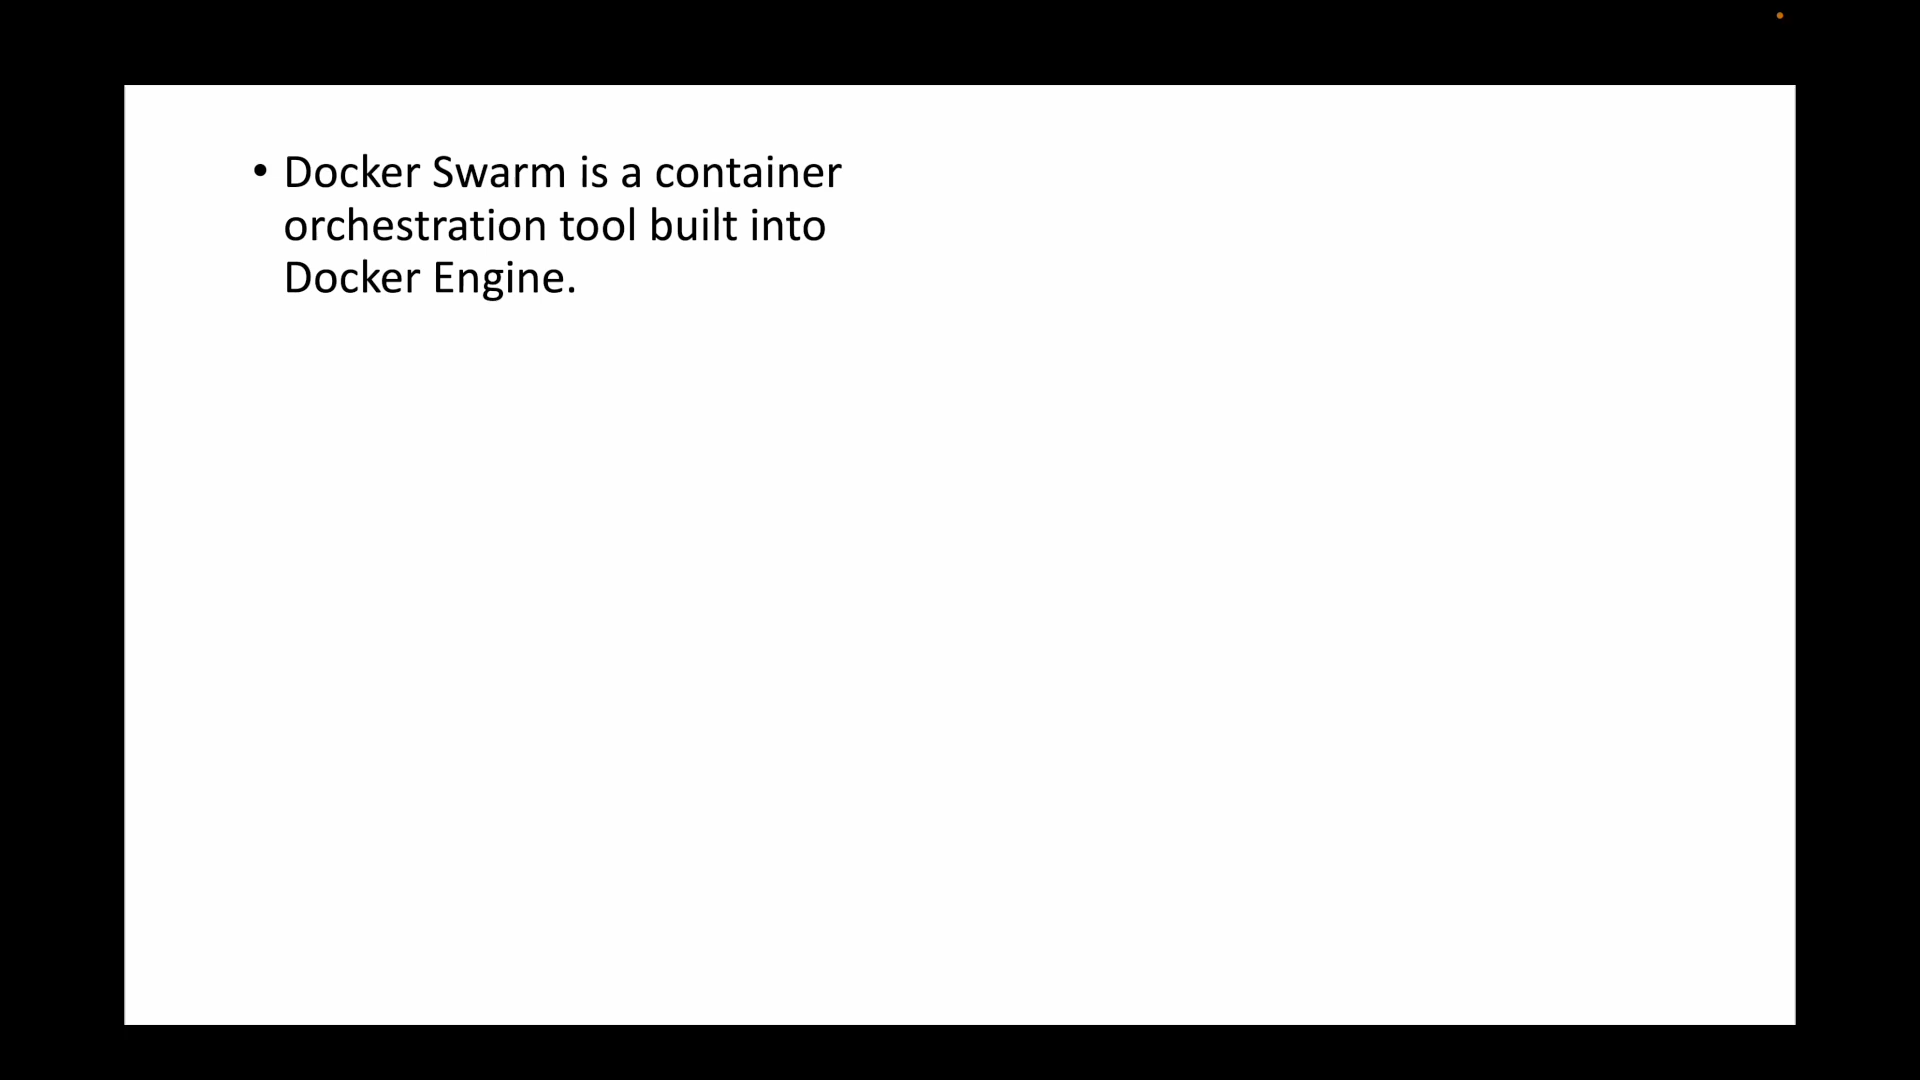 • Docker Swarm is a container
orchestration tool built into
Docker Engine.